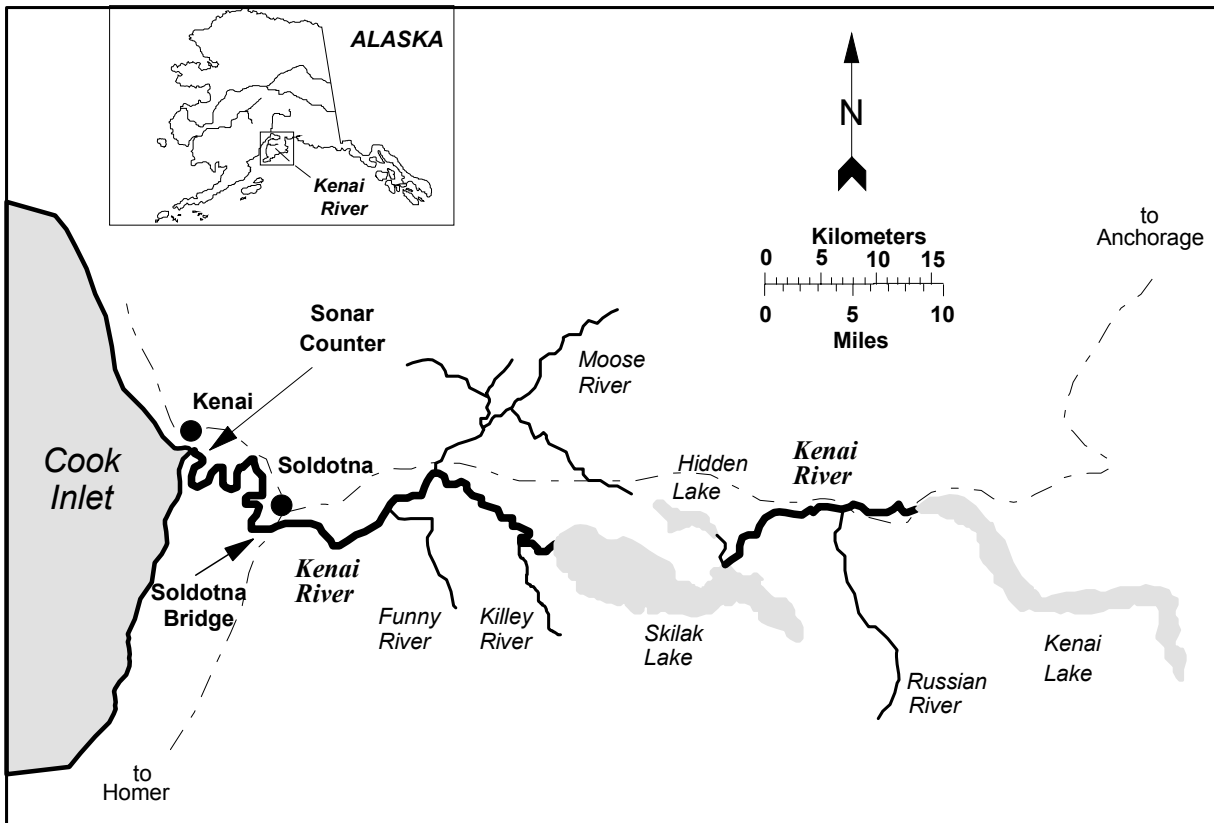 ALASKA
Kenai
River
N
Kilometers
0 5 10 15
0 5 10
Miles
to
Anchorage
Sonar
Counter
Moose
River
Kenai
Cook
Inlet
Soldotna
Hidden
Lake
Kenai
River
Soldotna
Bridge
Kenai
River
Funny
River
Killey
River
Skilak
Lake
Russian
River
Kenai
Lake
to
Homer